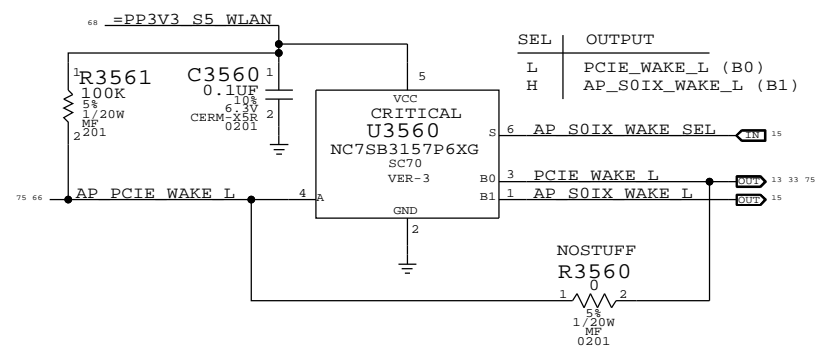 68 =PP3V3_S5_WLAN
SEL OUTPUT
L PCIE_WAKE_L (B0)
H AP_S0IX_WAKE_L (B1)
1 R3561
100K
5%
1/20W
MF
201
2
C3560 1
0.1UF
10%
6.3V
CERM-X5R
0201
2
5
VCC
CRITICAL
U3560
NC7SB3157P6XG
SC70
VER-3
S 6 AP_S0IX_WAKE_SEL IN 15
B0 3 PCIE_WAKE_L OUT 13 33 75
B1 1 AP_S0IX_WAKE_L OUT 15
75 66 AP_PCIE_WAKE_L 4 A
GND
2
NOSTUFF
R3560
0
1 2
5%
1/20W
MF
0201